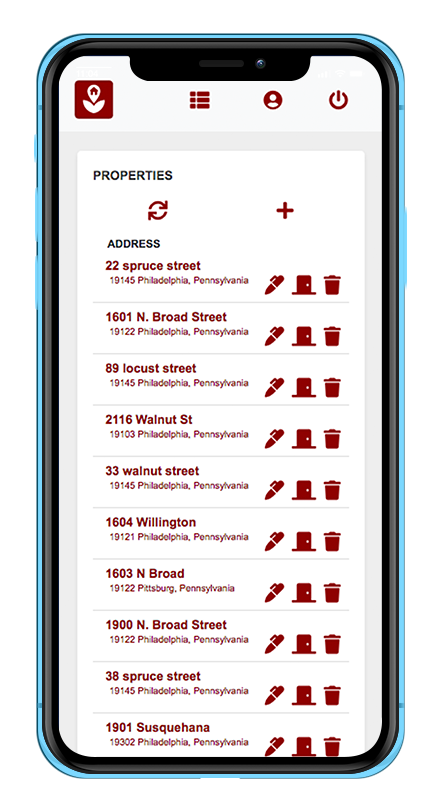 PROPERTIES
ADDRESS
22 spruce street
19145 Philadelphia, Pennsylvania
1601 N. Broad Street
19122 Philadelphia, Pennsylvania
89 locust street
19145 Philadelphia, Pennsylvania
2116 Walnut St
19103 Philadelphia, Pennsylvania
33 walnut street
19145 Philadelphia, Pennsylvania
1604 Willington
19121 Philadelphia, Pennsylvania
1603 N Broad
19122 Pittsburg, Pennsylvania
1900 N. Broad Street
19122 Philadelphia, Pennsylvania
38 spruce street
19145 Philadelphia, Pennsylvania
1901 Susquehana
19302 Philadelphia, Pennsylvania